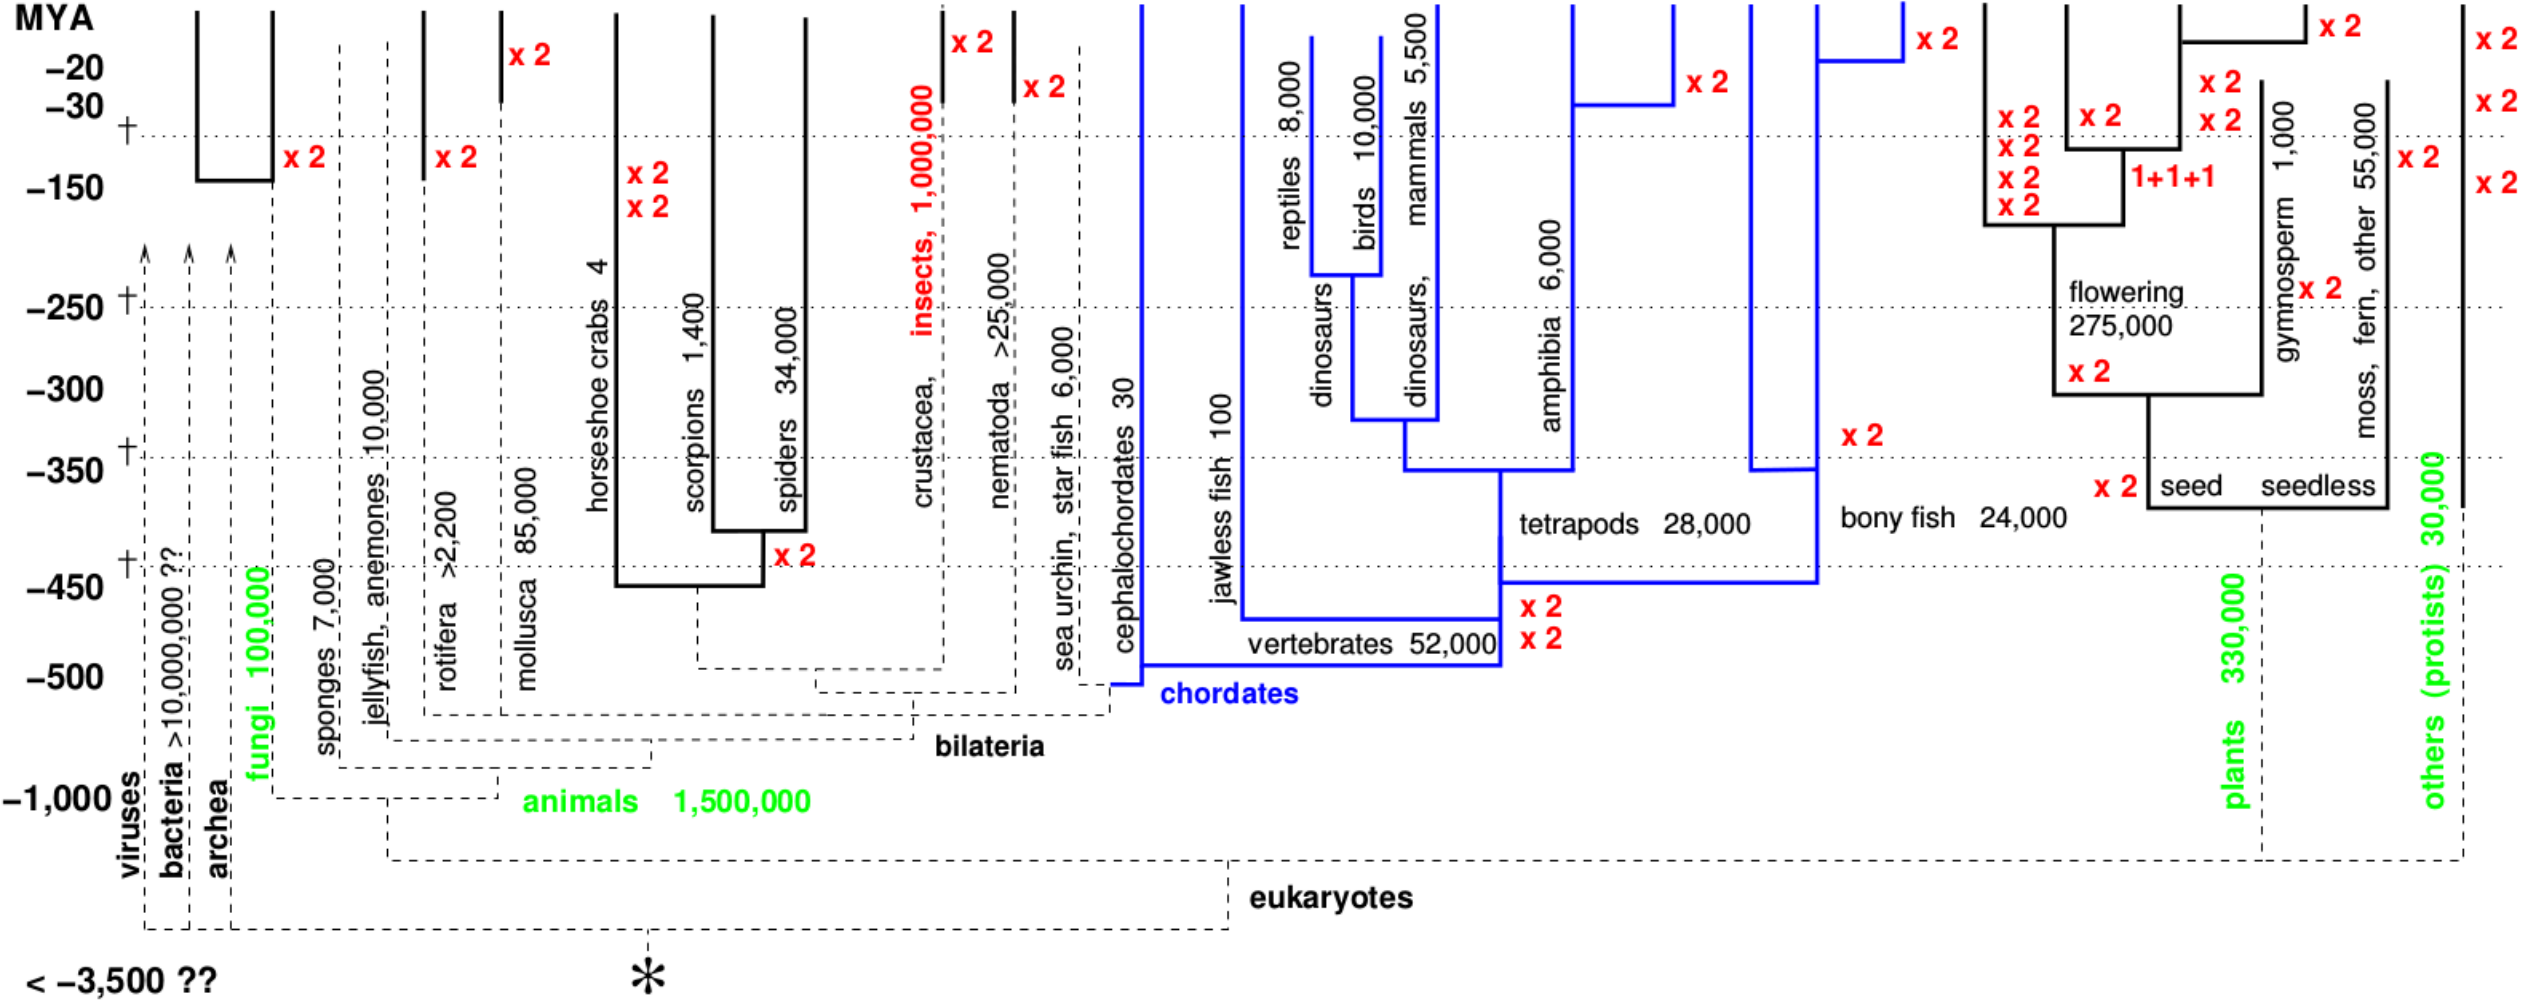 MYA
−20
−30
†
−150
−250
†
−300
−350
†
−450
†
−500
−1,000
< −3,500 ??
viruses
bacteria >10,000,000 ??
archea
fungi 100,000
x 2
sponges 7,000
jellyfish, anemones 10,000
rotifera >2,200
x 2
mollusca 85,000
x 2
horseshoe crabs 4
x 2
x 2
scorpions 1,400
spiders 34,000
x 2
crustacea, insects, 1,000,000
x 2
nematoda >25,000
x 2
sea urchin, star fish 6,000
cephalochordates 30
jawless fish 100
reptiles 8,000
birds 10,000
dinosaurs
dinosaurs, mammals 5,500
amphibia 6,000
x 2
tetrapods 28,000
x 2
x 2
vertebrates 52,000
chordates
bilateria
animals 1,500,000
eukaryotes
*
x 2
x 2
bony fish 24,000
x 2
x 2
x 2
x 2
x 2
1+1+1
x 2
x 2
x 2
flowering
275,000
x 2
gymnosperm 1,000
x 2
moss, fern, other 55,000
x 2
x 2
seed seedless
plants 330,000
others (protists) 30,000
x 2
x 2
x 2